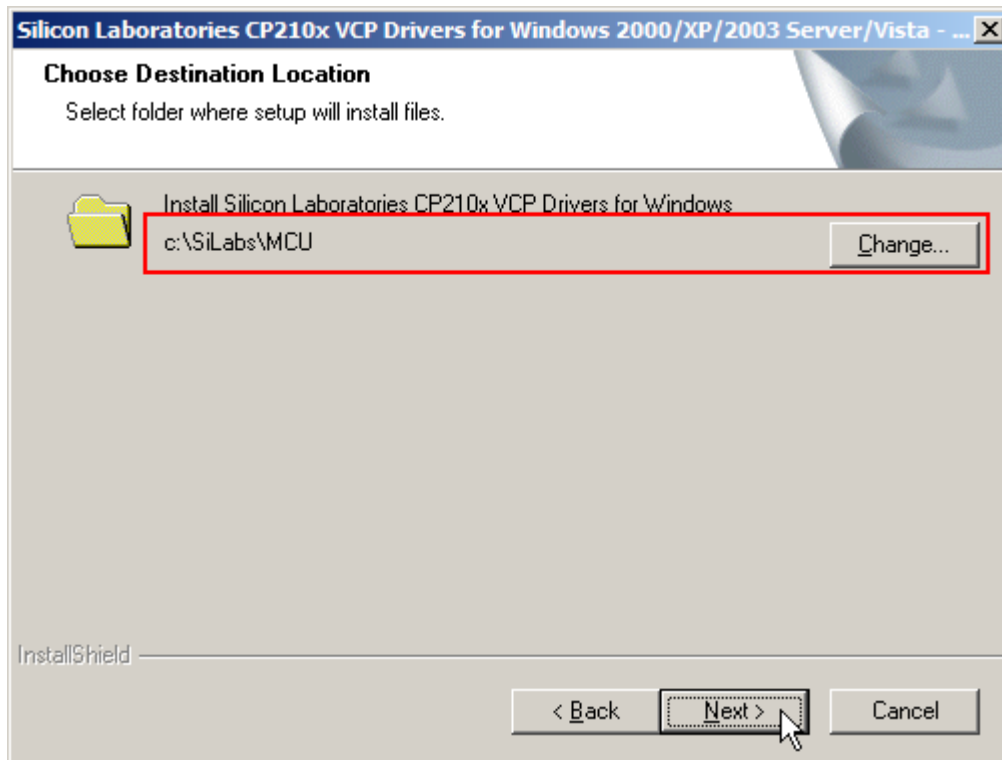 Silicon Laboratories CP210x VCP Drivers for Windows 2000/XP/2003 Server/Vista - ...
Choose Destination Location
Select folder where setup will install files.
Install Silicon Laboratories CP210x VCP Drivers for Windows
c:\SiLabs\MCU
Change...
InstallShield
< Back
Next >
Cancel